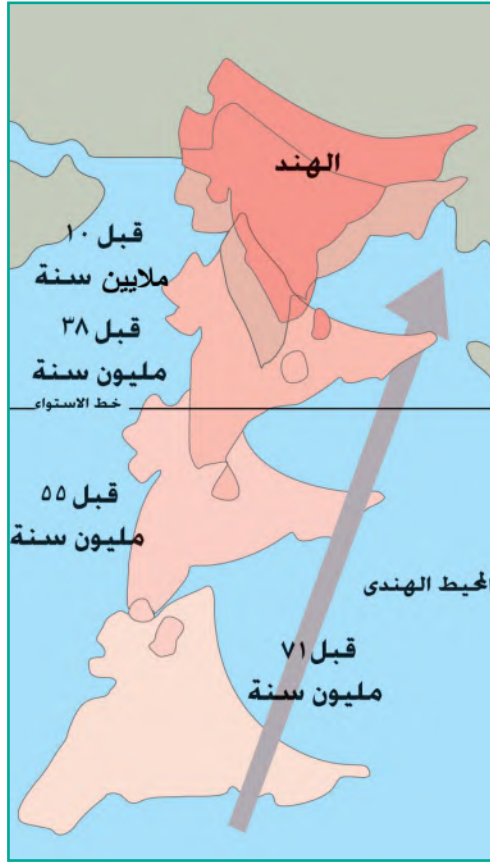 الهند
قبل ١٠
ملايين سنة
قبل ٣٨
مليون سنة
خط الاستواء
قبل ٥٥
مليون سنة
المحيط الهندى
قبل ٧١
مليون سنة